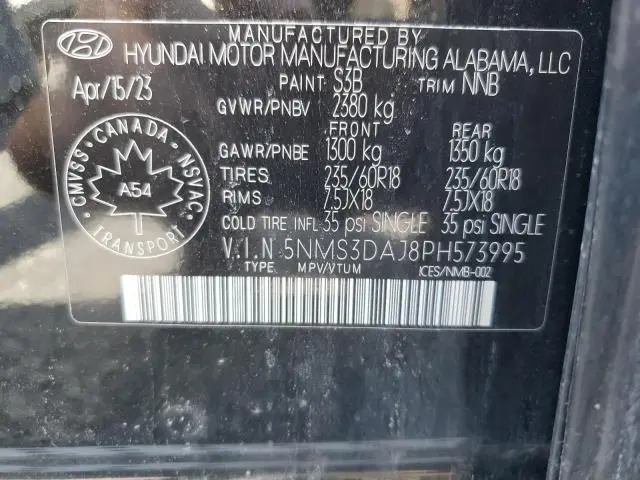 MANUFACTURED BY
HYUNDAI MOTOR MANUFACTURING ALABAMA, LLC
Apr/15/23
PAINT S3B TRIM NNB
GVWR/PNBV 2380 kg
FRONT REAR
GAWR/PNBE 1300 kg 1350 kg
TIRES 235/60R18 235/60R18
RIMS 7.5JX18 7.5JX18
COLD TIRE INFL 35 psi SINGLE 35 psi SINGLE
V.I.N 5NMS3DAJ8PH573995
TYPE MPV/VTUM ICES/NMB-002
CMVSS • CANADA • NSVAC • TRANSPORT •
A54